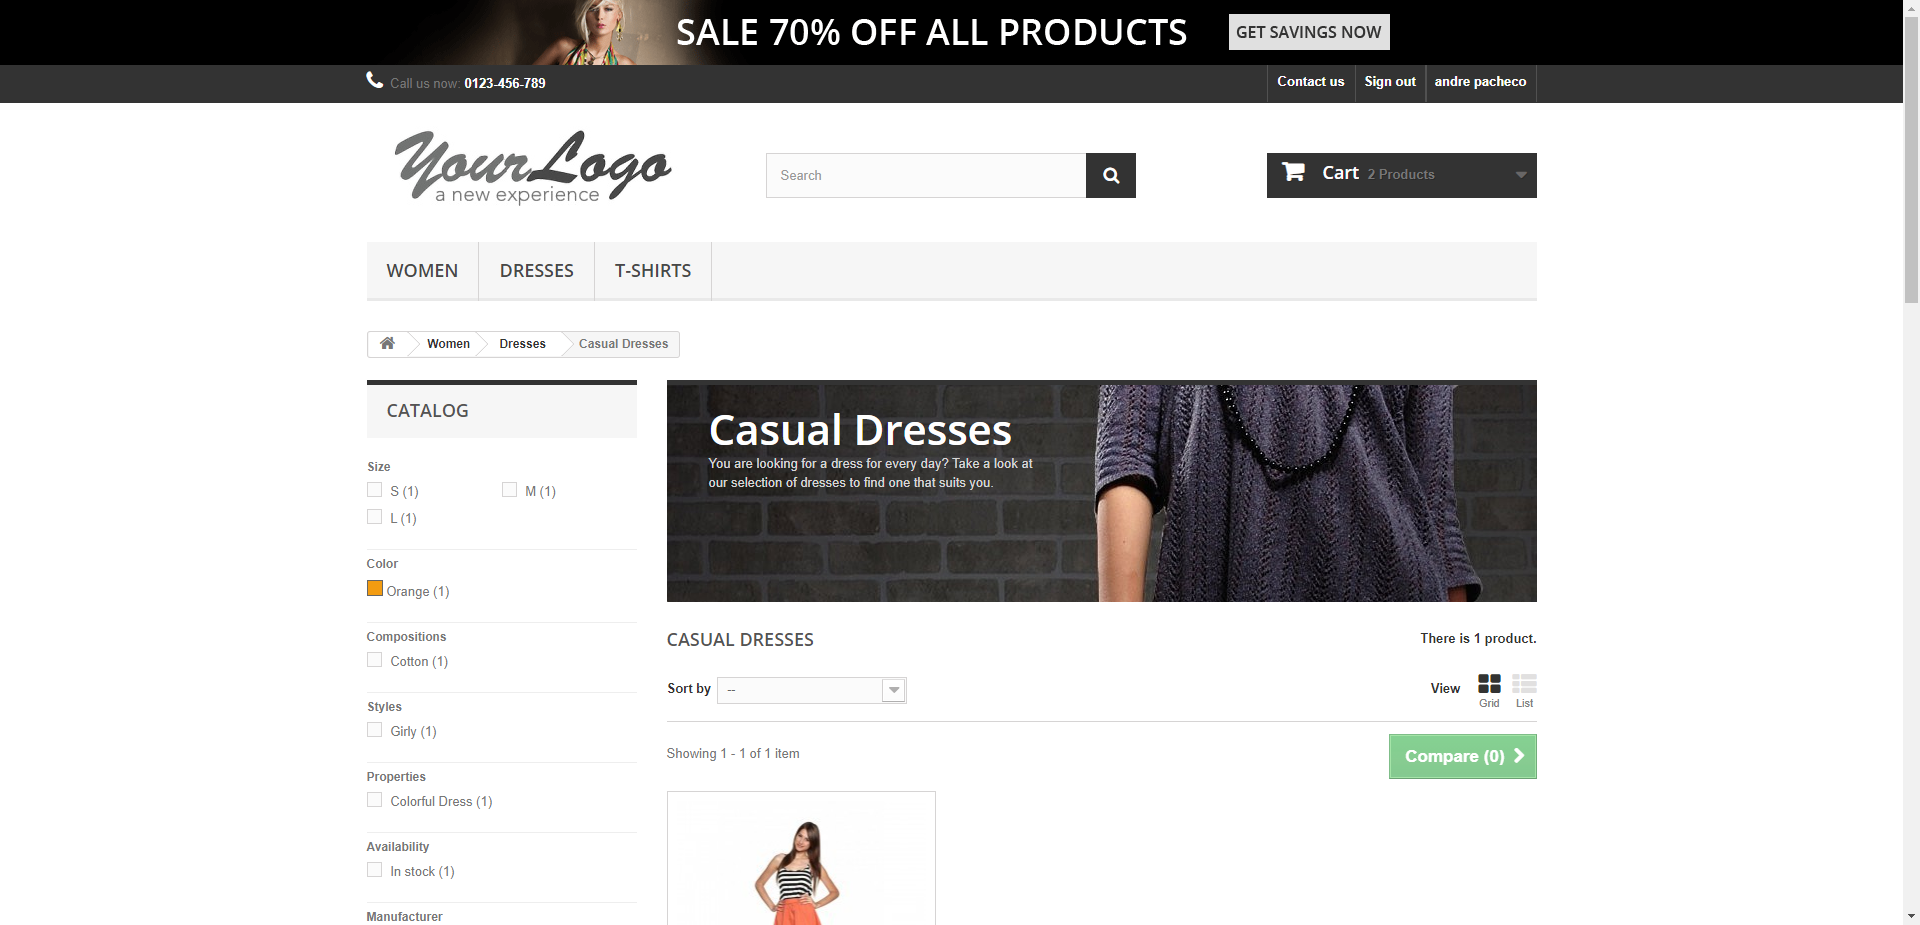 SALE 70% OFF ALL PRODUCTS GET SAVINGS NOW
Call us now: 0123-456-789 Contact us Sign out andre pacheco
YourLogo
a new experience
Search
Cart 2 Products
WOMEN DRESSES T-SHIRTS
Women Dresses Casual Dresses
CATALOG
Size
S (1) M (1)
L (1)
Color
Orange (1)
Compositions
Cotton (1)
Styles
Girly (1)
Properties
Colorful Dress (1)
Availability
In stock (1)
Manufacturer
Casual Dresses
You are looking for a dress for every day? Take a look at
our selection of dresses to find one that suits you.
CASUAL DRESSES There is 1 product.
Sort by -- View Grid List
Showing 1 - 1 of 1 item Compare (0)